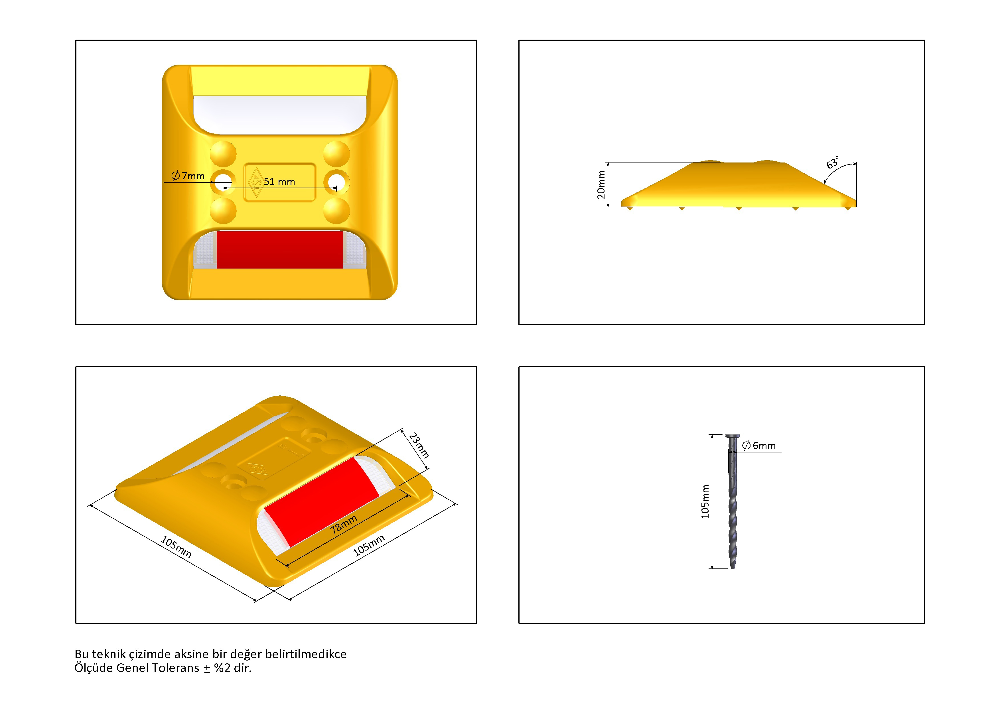 ∅ 7mm
51 mm
TSE
20mm
63°
23mm
78mm
105mm
105mm
∅ 6mm
105mm
Bu teknik çizimde aksine bir değer belirtilmedikce
Ölçüde Genel Tolerans ± %2 dir.